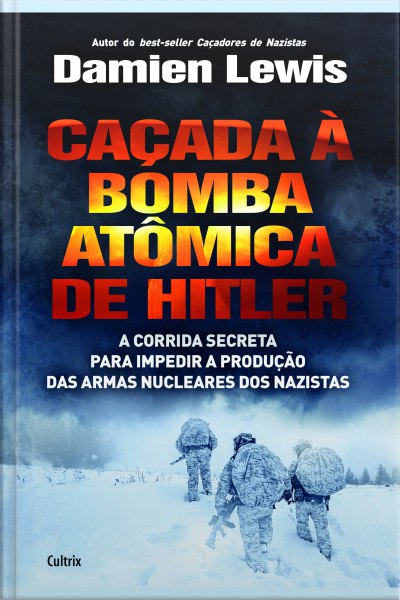 Autor do best-seller Caçadores de Nazistas
Damien Lewis
CAÇADA À
BOMBA
ATÔMICA
DE HITLER
A CORRIDA SECRETA
PARA IMPEDIR A PRODUÇÃO
DAS ARMAS NUCLEARES DOS NAZISTAS
Cultrix